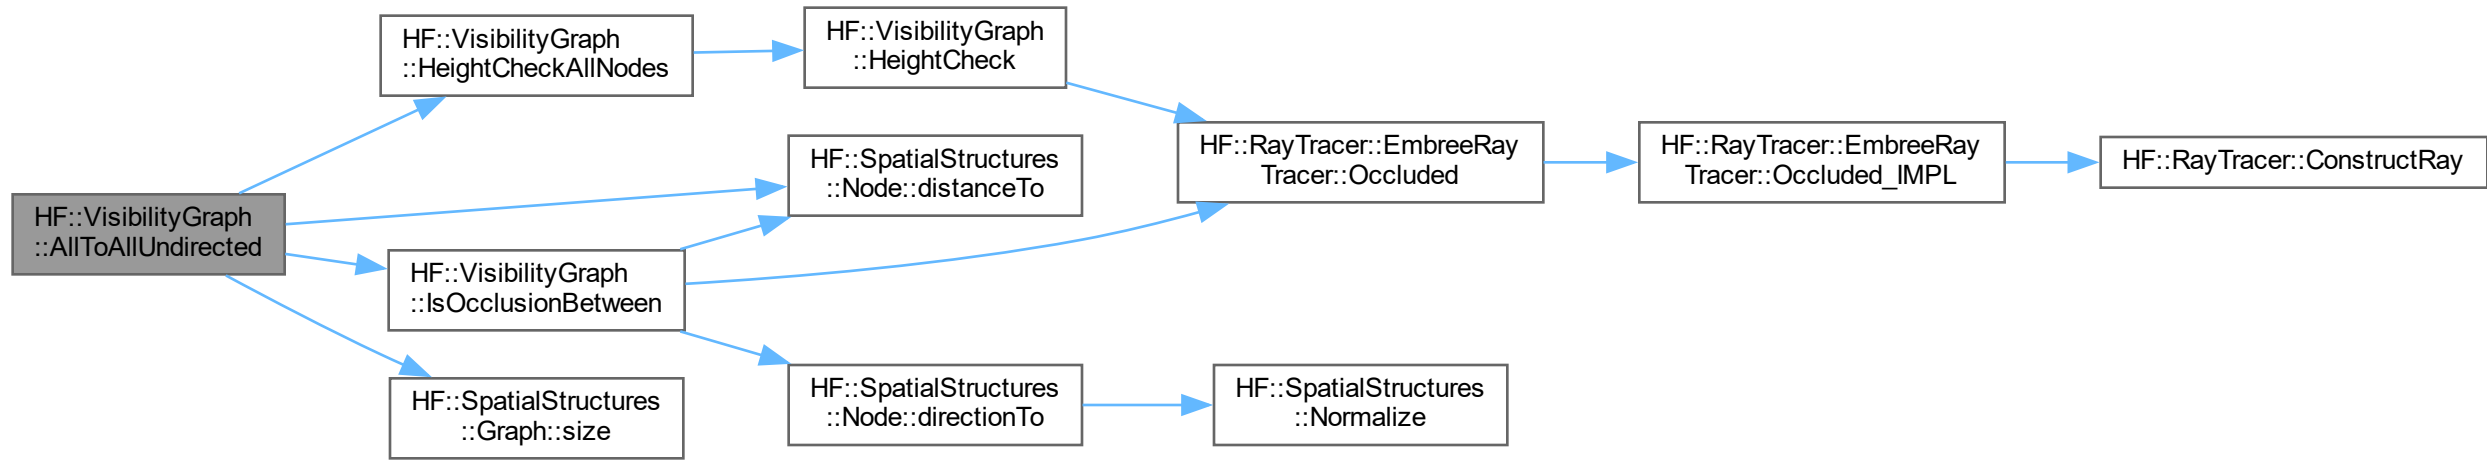 HF::VisibilityGraph
::AllToAllUndirected
HF::VisibilityGraph
::HeightCheckAllNodes
HF::VisibilityGraph
::HeightCheck
HF::RayTracer::EmbreeRay
Tracer::Occluded
HF::RayTracer::EmbreeRay
Tracer::Occluded_IMPL
HF::RayTracer::ConstructRay
HF::SpatialStructures
::Node::distanceTo
HF::VisibilityGraph
::IsOcclusionBetween
HF::SpatialStructures
::Node::directionTo
HF::SpatialStructures
::Normalize
HF::SpatialStructures
::Graph::size